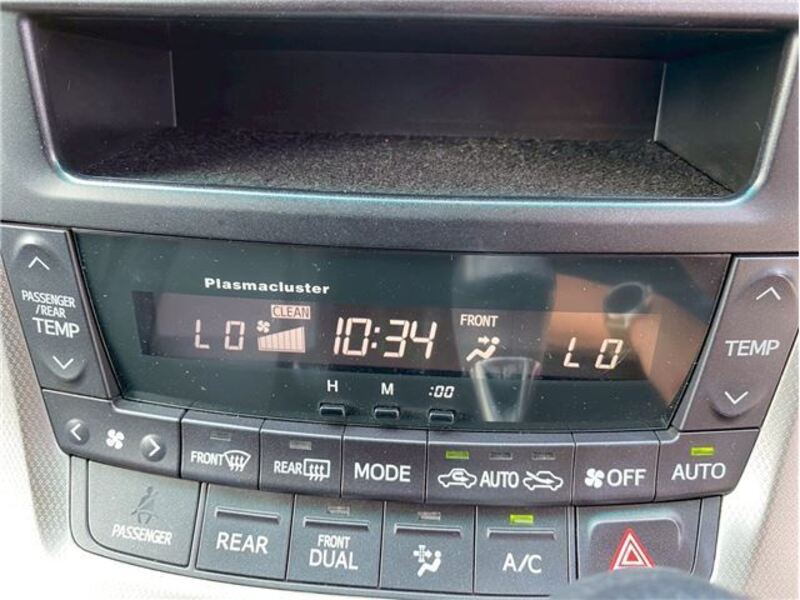 Plasmacluster
PASSENGER
/REAR
TEMP
LO
CLEAN
10:34
FRONT
LO
TEMP
H M :00
FRONT
REAR
MODE
AUTO
OFF
AUTO
PASSENGER
REAR
FRONT
DUAL
A/C